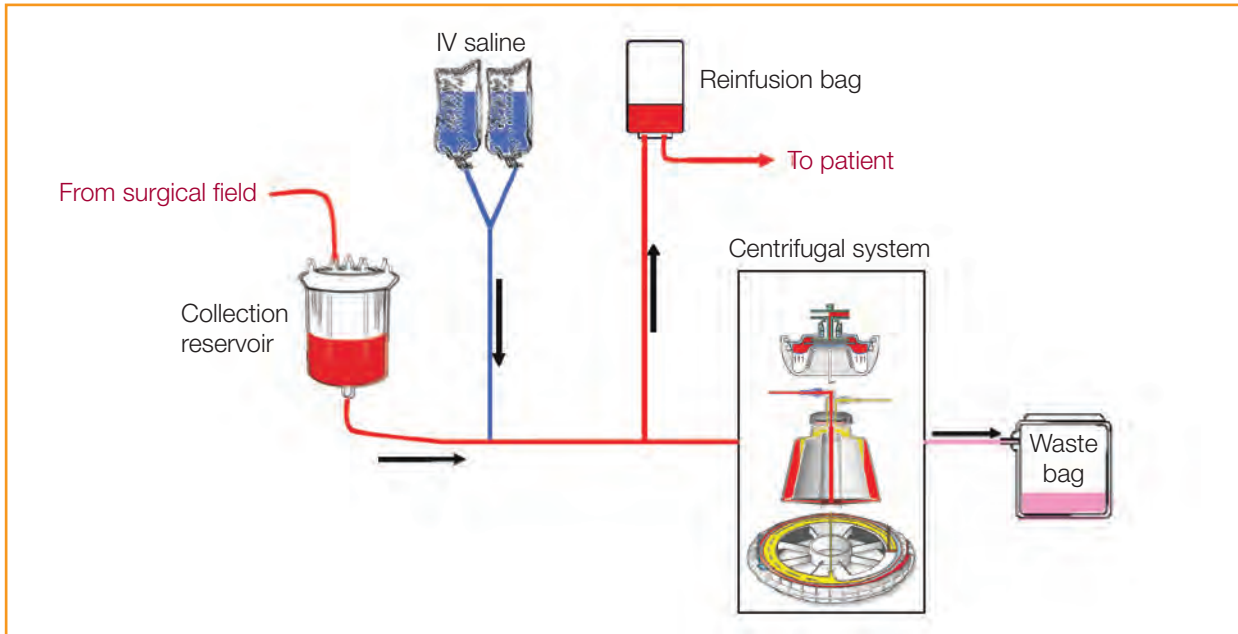 IV saline
Reinfusion bag
To patient
From surgical field
Centrifugal system
Collection
reservoir
Waste
bag